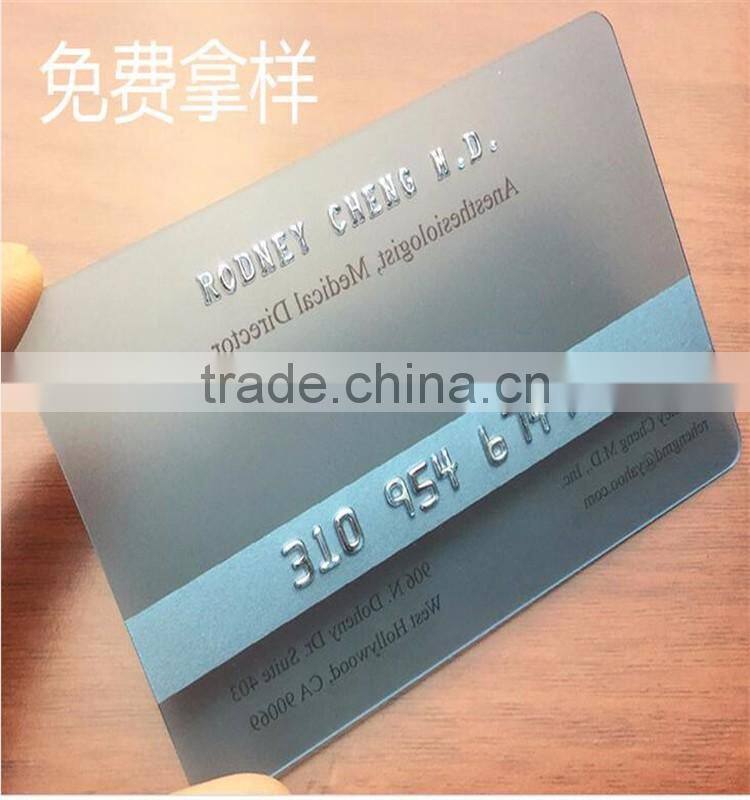 免费拿样
RODNEY CHENG M.D.
Anesthesiologist, Medical Director
trade.china.cn
310 954 674
Cheng M.D., Inc.
rchengmd@yahoo.com
906 N. Doheny Dr. Suite 403
West Hollywood, CA 90069